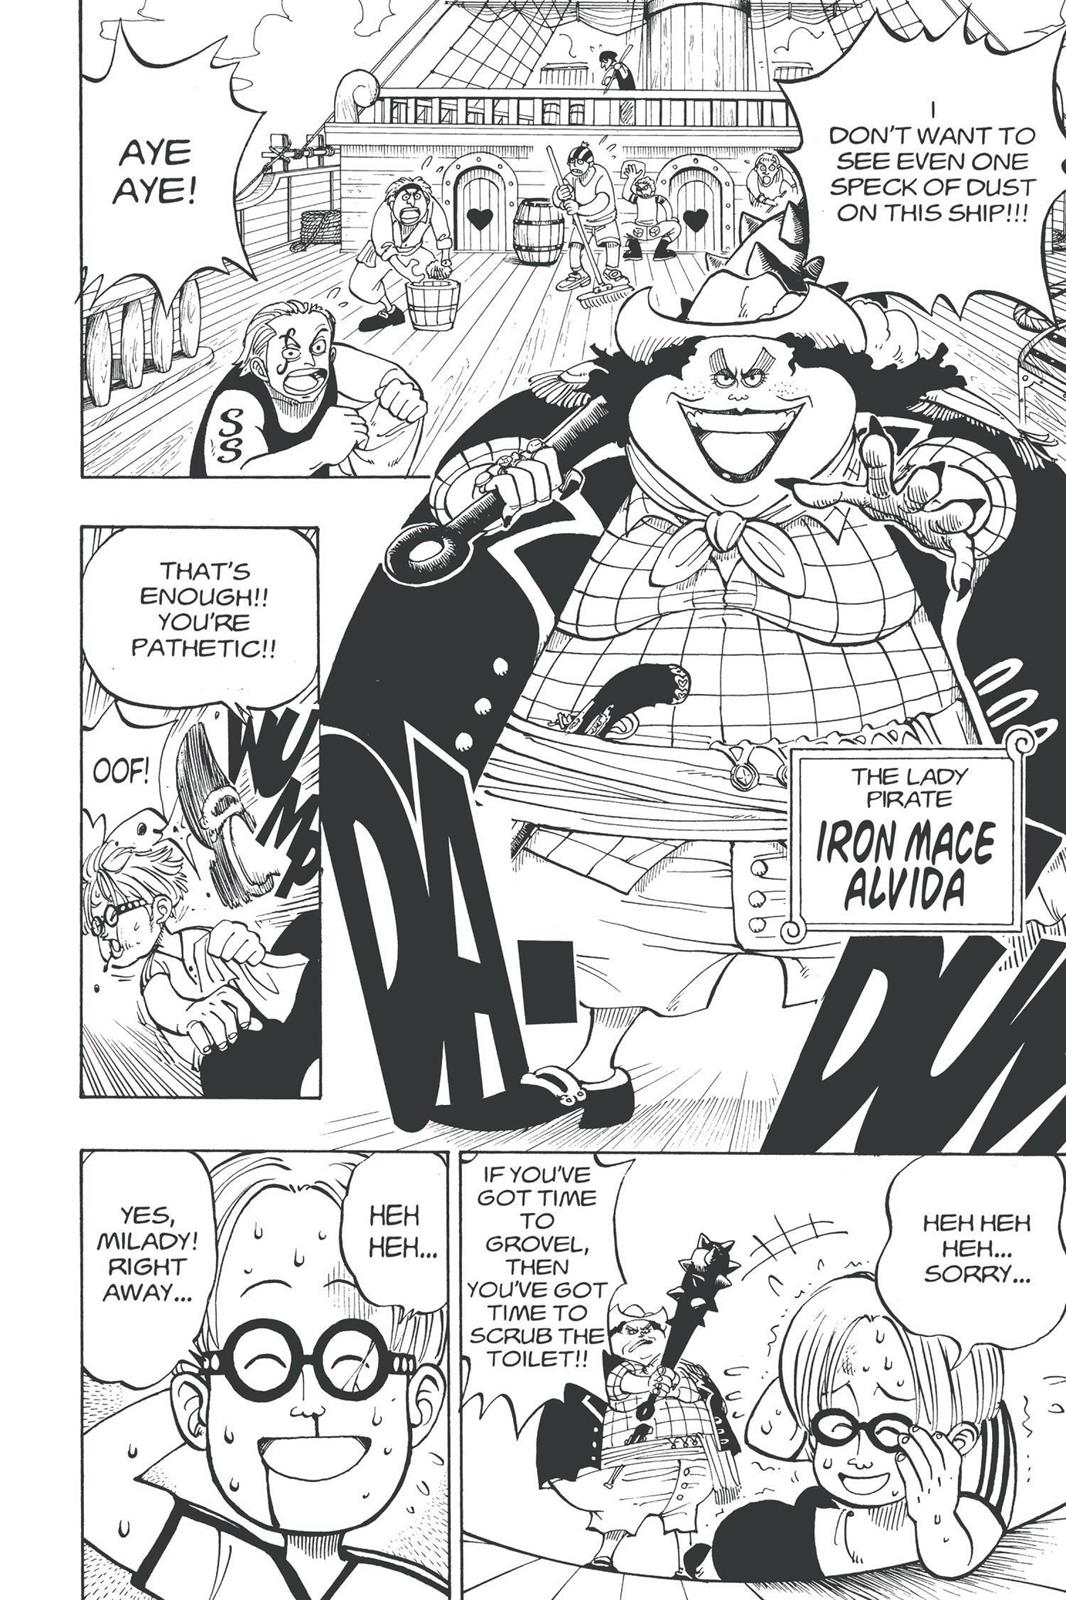 I
DON'T WANT TO
SEE EVEN ONE
SPECK OF DUST
ON THIS SHIP!!!
AYE
AYE!
SS
THE LADY
PIRATE
IRON MACE
ALVIDA
DA-
DUM
THAT'S
ENOUGH!!
YOU'RE
PATHETIC!!
OOF!
HEH HEH
HEH...
SORRY...
IF YOU'VE
GOT TIME
TO
GROVEL,
THEN
YOU'VE GOT
TIME TO
SCRUB THE
TOILET!!
HEH
HEH...
YES,
MILADY!
RIGHT
AWAY...